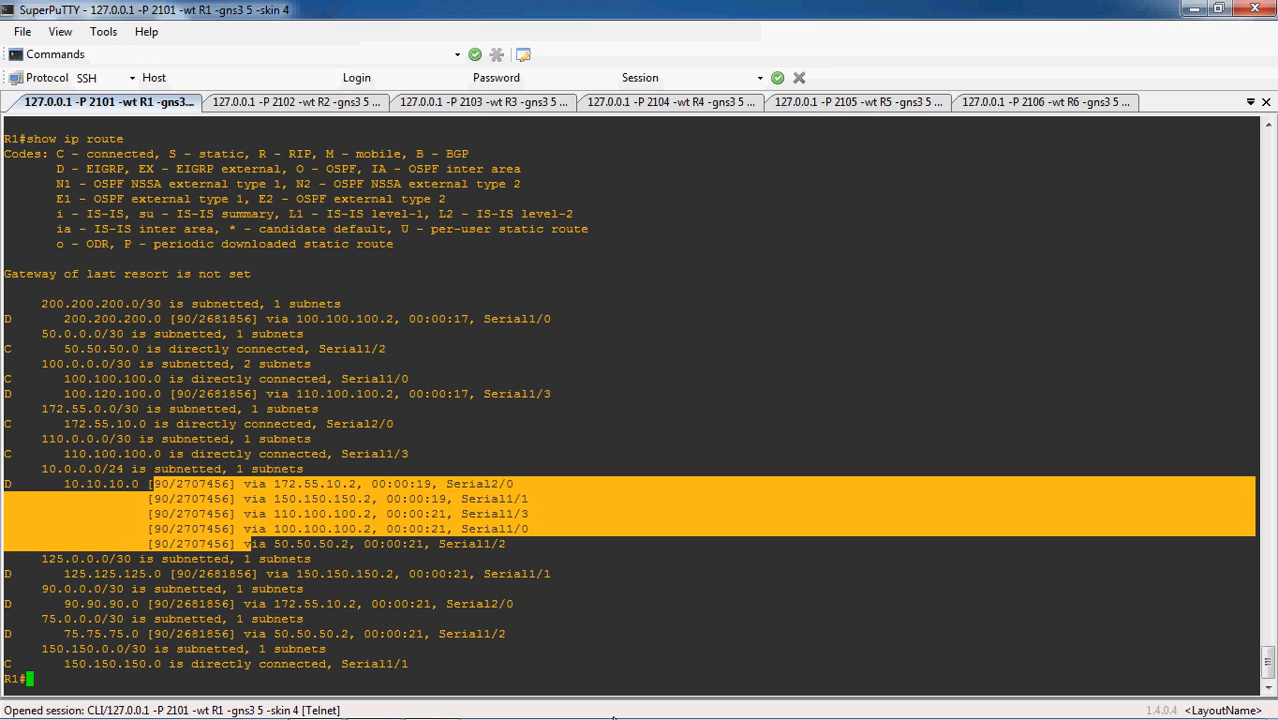 SuperPuTTY - 127.0.0.1 -P 2101 -wt R1 -gns3 5 -skin 4
File View Tools Help
Commands
Protocol SSH Host Login Password Session
127.0.0.1 -P 2101 -wt R1 -gns3... 127.0.0.1 -P 2102 -wt R2 -gns3 5 ... 127.0.0.1 -P 2103 -wt R3 -gns3 5 ... 127.0.0.1 -P 2104 -wt R4 -gns3 5 ... 127.0.0.1 -P 2105 -wt R5 -gns3 5 ... 127.0.0.1 -P 2106 -wt R6 -gns3 5 ...
R1#show ip route
Codes: C - connected, S - static, R - RIP, M - mobile, B - BGP
D - EIGRP, EX - EIGRP external, O - OSPF, IA - OSPF inter area
N1 - OSPF NSSA external type 1, N2 - OSPF NSSA external type 2
E1 - OSPF external type 1, E2 - OSPF external type 2
i - IS-IS, su - IS-IS summary, L1 - IS-IS level-1, L2 - IS-IS level-2
ia - IS-IS inter area, * - candidate default, U - per-user static route
o - ODR, P - periodic downloaded static route
Gateway of last resort is not set
200.200.200.0/30 is subnetted, 1 subnets
D 200.200.200.0 [90/2681856] via 100.100.100.2, 00:00:17, Serial1/0
50.0.0.0/30 is subnetted, 1 subnets
C 50.50.50.0 is directly connected, Serial1/2
100.0.0.0/30 is subnetted, 2 subnets
C 100.100.100.0 is directly connected, Serial1/0
D 100.120.100.0 [90/2681856] via 110.100.100.2, 00:00:17, Serial1/3
172.55.0.0/30 is subnetted, 1 subnets
C 172.55.10.0 is directly connected, Serial2/0
110.0.0.0/30 is subnetted, 1 subnets
C 110.100.100.0 is directly connected, Serial1/3
10.0.0.0/24 is subnetted, 1 subnets
D 10.10.10.0 [90/2707456] via 172.55.10.2, 00:00:19, Serial2/0
[90/2707456] via 150.150.150.2, 00:00:19, Serial1/1
[90/2707456] via 110.100.100.2, 00:00:21, Serial1/3
[90/2707456] via 100.100.100.2, 00:00:21, Serial1/0
[90/2707456] via 50.50.50.2, 00:00:21, Serial1/2
125.0.0.0/30 is subnetted, 1 subnets
D 125.125.125.0 [90/2681856] via 150.150.150.2, 00:00:21, Serial1/1
90.0.0.0/30 is subnetted, 1 subnets
D 90.90.90.0 [90/2681856] via 172.55.10.2, 00:00:21, Serial2/0
75.0.0.0/30 is subnetted, 1 subnets
D 75.75.75.0 [90/2681856] via 50.50.50.2, 00:00:21, Serial1/2
150.150.0.0/30 is subnetted, 1 subnets
C 150.150.150.0 is directly connected, Serial1/1
R1#
Opened session: CLI/127.0.0.1 -P 2101 -wt R1 -gns3 5 -skin 4 [Telnet] 1.4.0.4 <LayoutName>